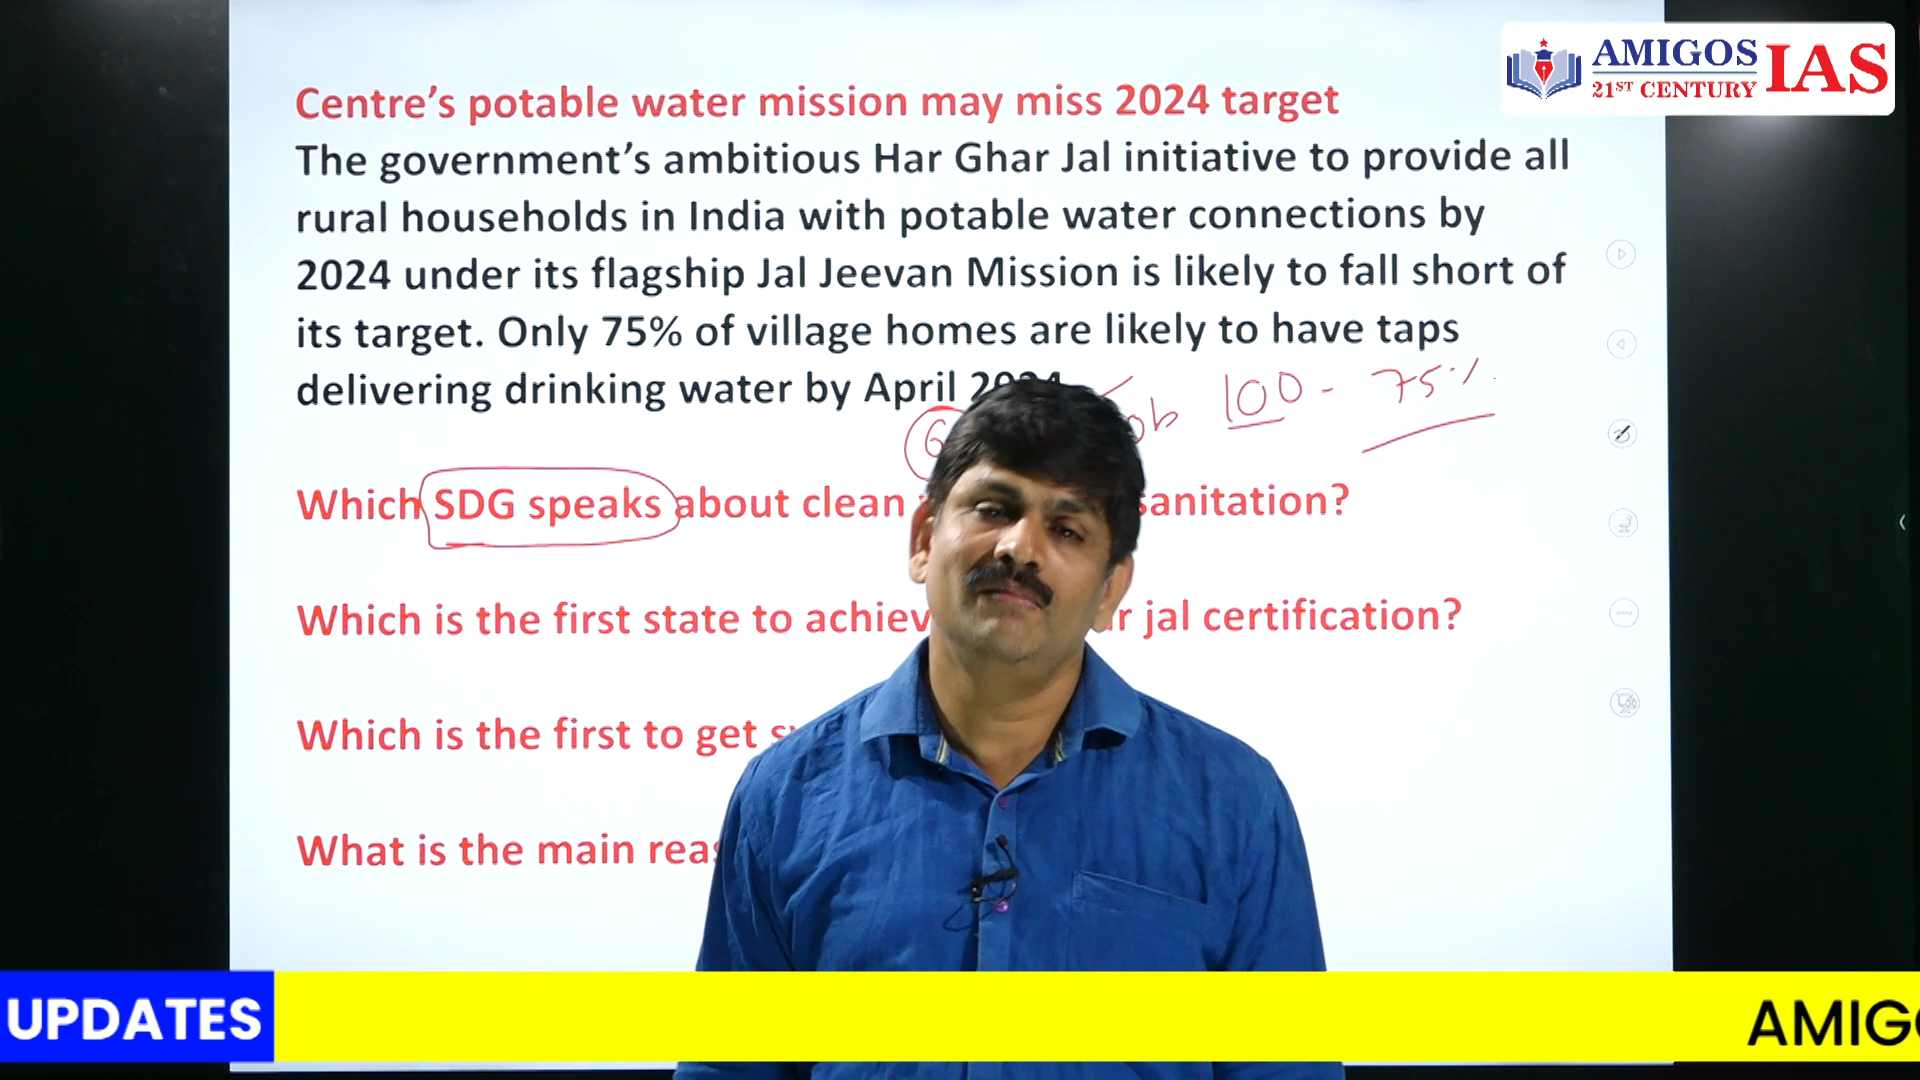 AMIGOS
21ST CENTURY
IAS
Centre's potable water mission may miss 2024 target
The government's ambitious Har Ghar Jal initiative to provide all
rural households in India with potable water connections by
2024 under its flagship Jal Jeevan Mission is likely to fall short of
its target. Only 75% of village homes are likely to have taps
delivering drinking water by April 2024
6 100 - 75%
Which SDG speaks about clean sanitation?
Which is the first state to achiev jal certification?
Which is the first to get
What is the main
UPDATES
AMIG